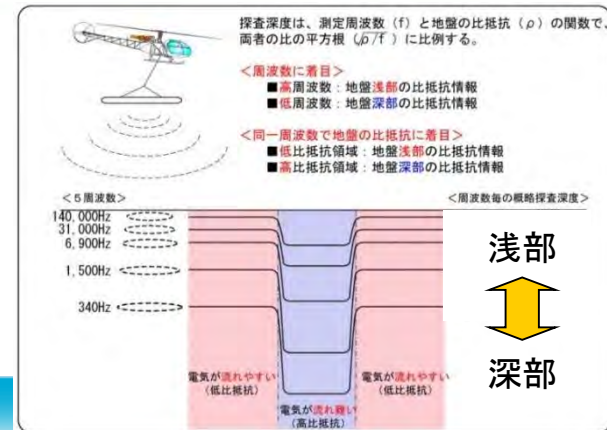 探査深度は、測定周波数(f)と地盤の比抵抗(ρ)の関数で、
両者の比の平方根(√ρ/f)に比例する。
<周波数に着目>
■高周波数:地盤浅部の比抵抗情報
■低周波数:地盤深部の比抵抗情報
<同一周波数で地盤の比抵抗に着目>
■低比抵抗領域:地盤浅部の比抵抗情報
■高比抵抗領域:地盤深部の比抵抗情報
<5周波数>
<周波数毎の概略探査深度>
140,000Hz
31,000Hz
6,900Hz
1,500Hz
340Hz
浅部
深部
電気が流れやすい
(低比抵抗)
電気が流れ難い
(高比抵抗)
電気が流れやすい
(低比抵抗)